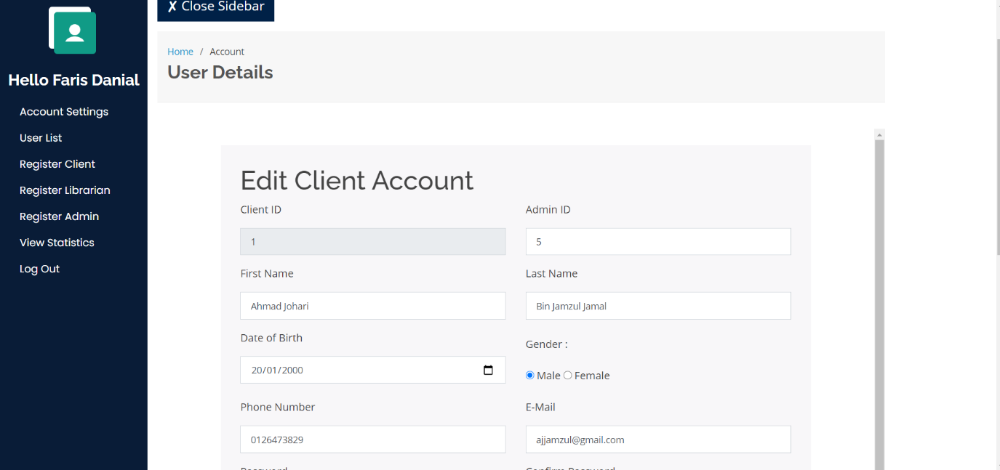 ✗ Close Sidebar
Hello Faris Danial
Account Settings
User List
Register Client
Register Librarian
Register Admin
View Statistics
Log Out
Home / Account
User Details
Edit Client Account
Client ID Admin ID
1 5
First Name Last Name
Ahmad Johari Bin Jamzul Jamal
Date of Birth Gender :
20/01/2000 Male Female
Phone Number E-Mail
0126473829 ajjamzul@gmail.com
Password Confirm Password